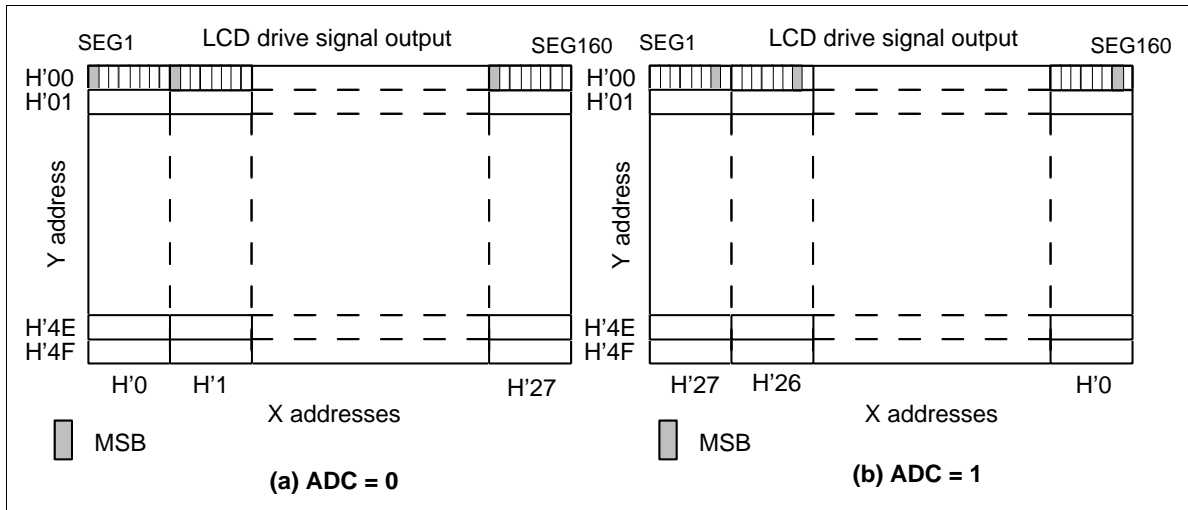 SEG1 LCD drive signal output SEG160
H'00
H'01
Y address
H'4E
H'4F
H'0 H'1 H'27
X addresses
MSB
(a) ADC = 0
SEG1 LCD drive signal output SEG160
H'00
H'01
Y address
H'4E
H'4F
H'27 H'26 H'0
MSB
(b) ADC = 1